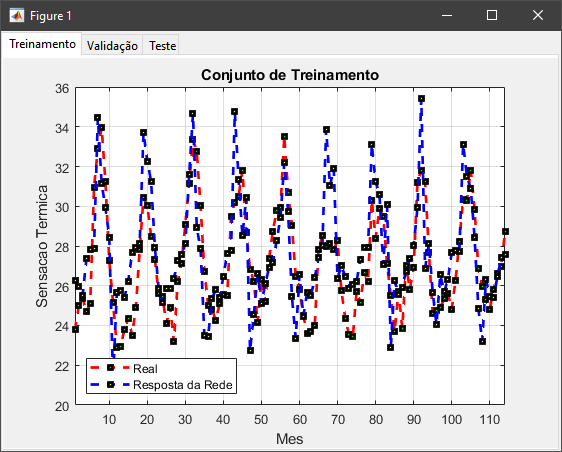 Figure 1
Treinamento Validação Teste
Conjunto de Treinamento
Sensacao Termica
36
34
32
30
28
26
24
22
20
10 20 30 40 50 60 70 80 90 100 110
Mes
Real
Resposta da Rede